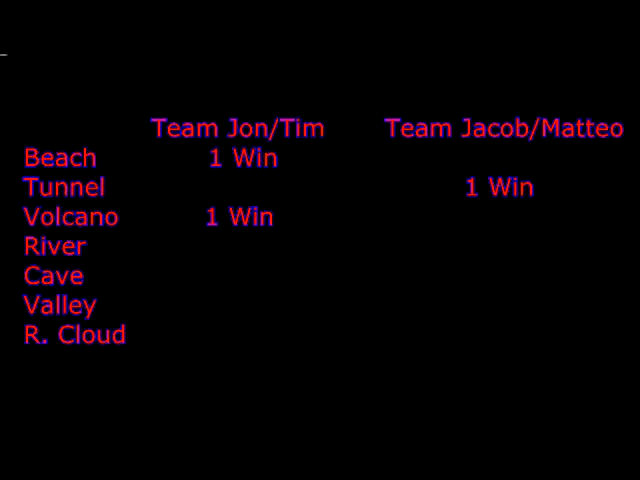 Team Jon/Tim Team Jacob/Matteo
Beach 1 Win
Tunnel 1 Win
Volcano 1 Win
River
Cave
Valley
R. Cloud